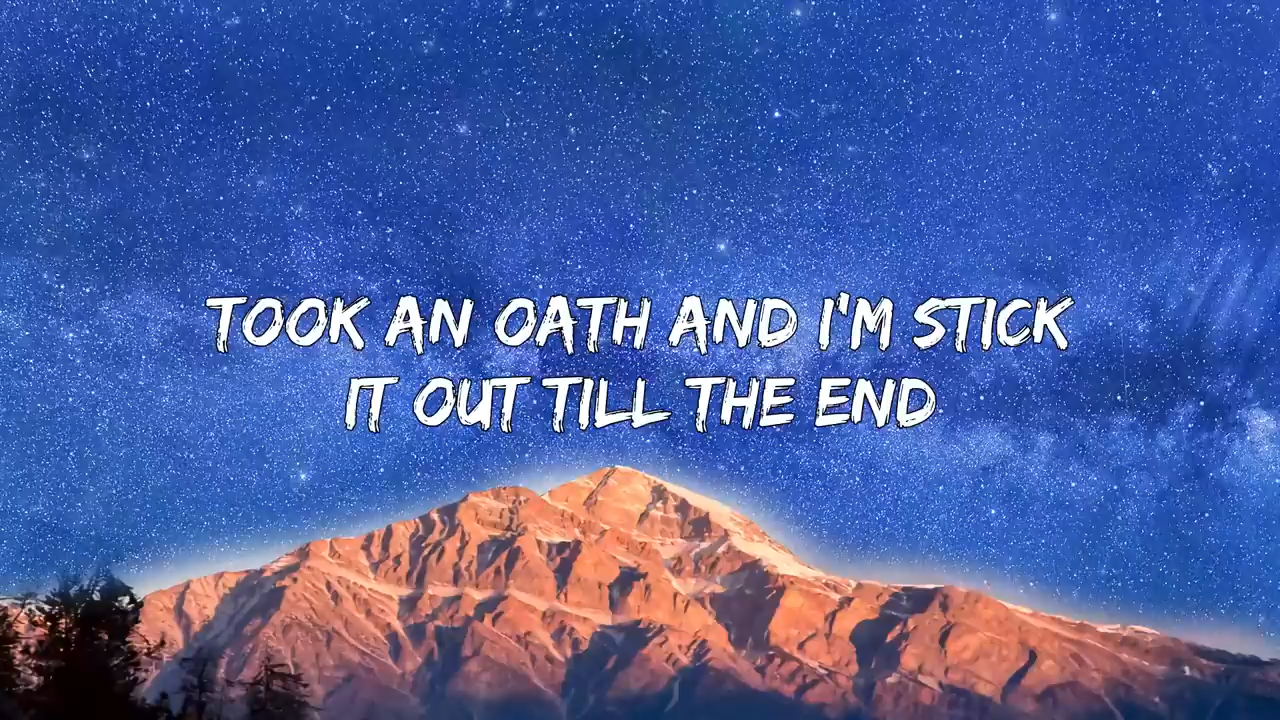 TOOK AN OATH AND I'M STICK
IT OUT TILL THE END